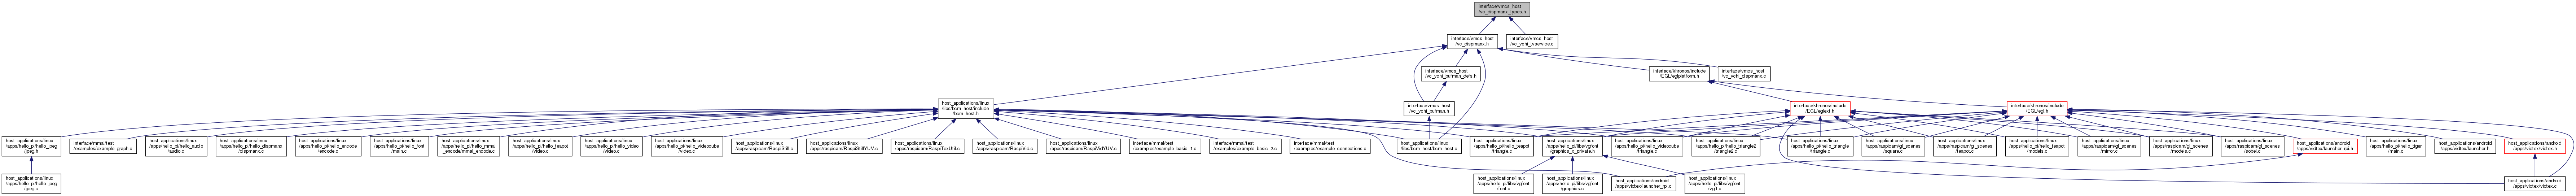 interface/vmcs_host
/vc_dispmanx_types.h
interface/vmcs_host
/vc_dispmanx.h
interface/vmcs_host
/vc_vchi_tvservice.c
interface/vmcs_host
/vc_vchi_bufman_defs.h
interface/khronos/include
/EGL/eglplatform.h
interface/vmcs_host
/vc_vchi_dispmanx.c
host_applications/linux
/libs/bcm_host/include
/bcm_host.h
interface/vmcs_host
/vc_vchi_bufman.h
interface/khronos/include
/EGL/eglext.h
interface/khronos/include
/EGL/egl.h
host_applications/linux
/apps/hello_pi/hello_jpeg
/jpeg.h
interface/mmal/test
/examples/example_graph.c
host_applications/linux
/apps/hello_pi/hello_audio
/audio.c
host_applications/linux
/apps/hello_pi/hello_dispmanx
/dispmanx.c
host_applications/linux
/apps/hello_pi/hello_encode
/encode.c
host_applications/linux
/apps/hello_pi/hello_font
/main.c
host_applications/linux
/apps/hello_pi/hello_mmal
_encode/mmal_encode.c
host_applications/linux
/apps/hello_pi/hello_teapot
/video.c
host_applications/linux
/apps/hello_pi/hello_video
/video.c
host_applications/linux
/apps/hello_pi/hello_videocube
/video.c
host_applications/linux
/apps/raspicam/RaspiStill.c
host_applications/linux
/apps/raspicam/RaspiStillYUV.c
host_applications/linux
/apps/raspicam/RaspiTexUtil.c
host_applications/linux
/apps/raspicam/RaspiVid.c
host_applications/linux
/apps/raspicam/RaspiVidYUV.c
interface/mmal/test
/examples/example_basic_1.c
interface/mmal/test
/examples/example_basic_2.c
interface/mmal/test
/examples/example_connections.c
host_applications/linux
/libs/bcm_host/bcm_host.c
host_applications/linux
/apps/hello_pi/hello_teapot
/triangle.c
host_applications/linux
/apps/hello_pi/libs/vgfont
/graphics_x_private.h
host_applications/linux
/apps/hello_pi/hello_videocube
/triangle.c
host_applications/linux
/apps/hello_pi/hello_triangle2
/triangle2.c
host_applications/linux
/apps/hello_pi/hello_triangle
/triangle.c
host_applications/linux
/apps/raspicam/gl_scenes
/square.c
host_applications/linux
/apps/raspicam/gl_scenes
/teapot.c
host_applications/linux
/apps/hello_pi/hello_teapot
/models.c
host_applications/linux
/apps/raspicam/gl_scenes
/mirror.c
host_applications/linux
/apps/raspicam/gl_scenes
/models.c
host_applications/linux
/apps/raspicam/gl_scenes
/sobel.c
host_applications/android
/apps/vidtex/launcher_rpi.h
host_applications/linux
/apps/hello_pi/hello_tiger
/main.c
host_applications/android
/apps/vidtex/launcher.h
host_applications/android
/apps/vidtex/vidtex.h
host_applications/linux
/apps/hello_pi/hello_jpeg
/jpeg.c
host_applications/linux
/apps/hello_pi/libs/vgfont
/font.c
host_applications/linux
/apps/hello_pi/libs/vgfont
/graphics.c
host_applications/android
/apps/vidtex/launcher_rpi.c
host_applications/linux
/apps/hello_pi/libs/vgfont
/vgft.c
host_applications/android
/apps/vidtex/vidtex.c